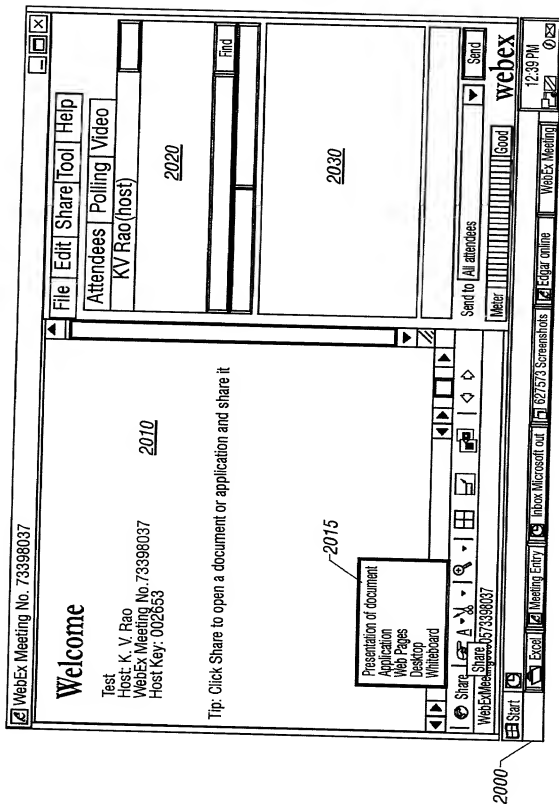 WebEx Meeting No. 73398037
Welcome
Test
Host: K. V. Rao
WebEx Meeting No.73398037
Host Key: 002653
2010
Tip: Click Share to open a document or application and share it
2015
Presentation of document
Application
Web Pages
Desktop
Whiteboard
Share
Share
File Edit Share Tool Help
Attendees Polling Video
KV Rao(host)
2020
Find
2030
Send to All attendees Send
Meter Good
webex
Start Excel Meeting Entry Inbox Microsoft out 627573 Screenshots Edgar online WebEx Meeting 12:39 PM
2000